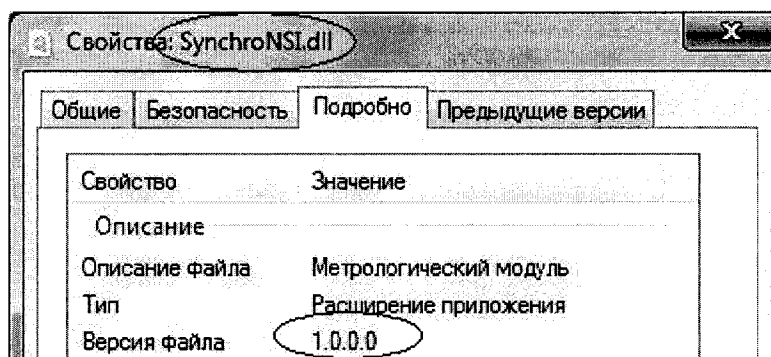 Свойства: SynchroNSI.dll
Общие Безопасность Подробно Предыдущие версии
Свойство Значение
Описание
Описание файла Метрологический модуль
Тип Расширение приложения
Версия файла 1.0.0.0